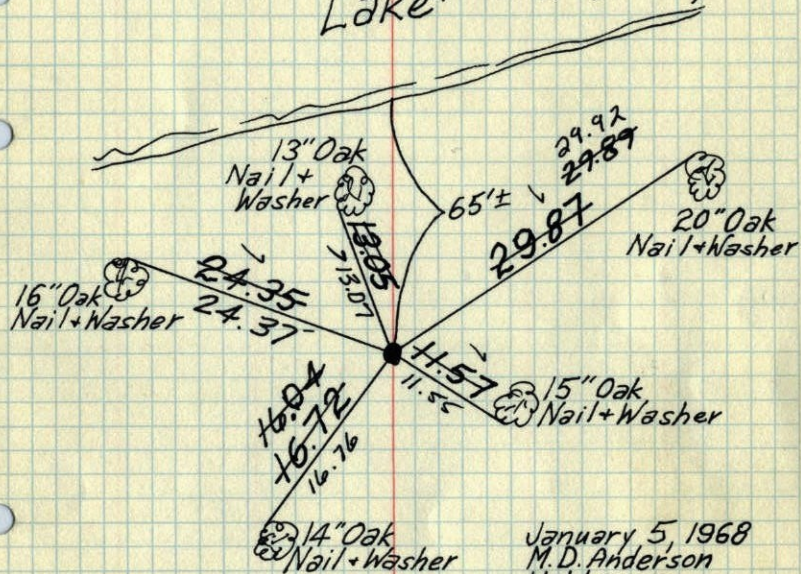 Lake
13"Oak
Nail +
Washer
29.92
29.89
65'±
29.87
20"Oak
Nail+Washer
13.05
13.07
24.35
24.37
16"Oak
Nail+Washer
11.57
11.55
15"Oak
Nail+Washer
16.04
16.72
16.76
14"Oak
Nail+Washer
January 5, 1968
M.D. Anderson